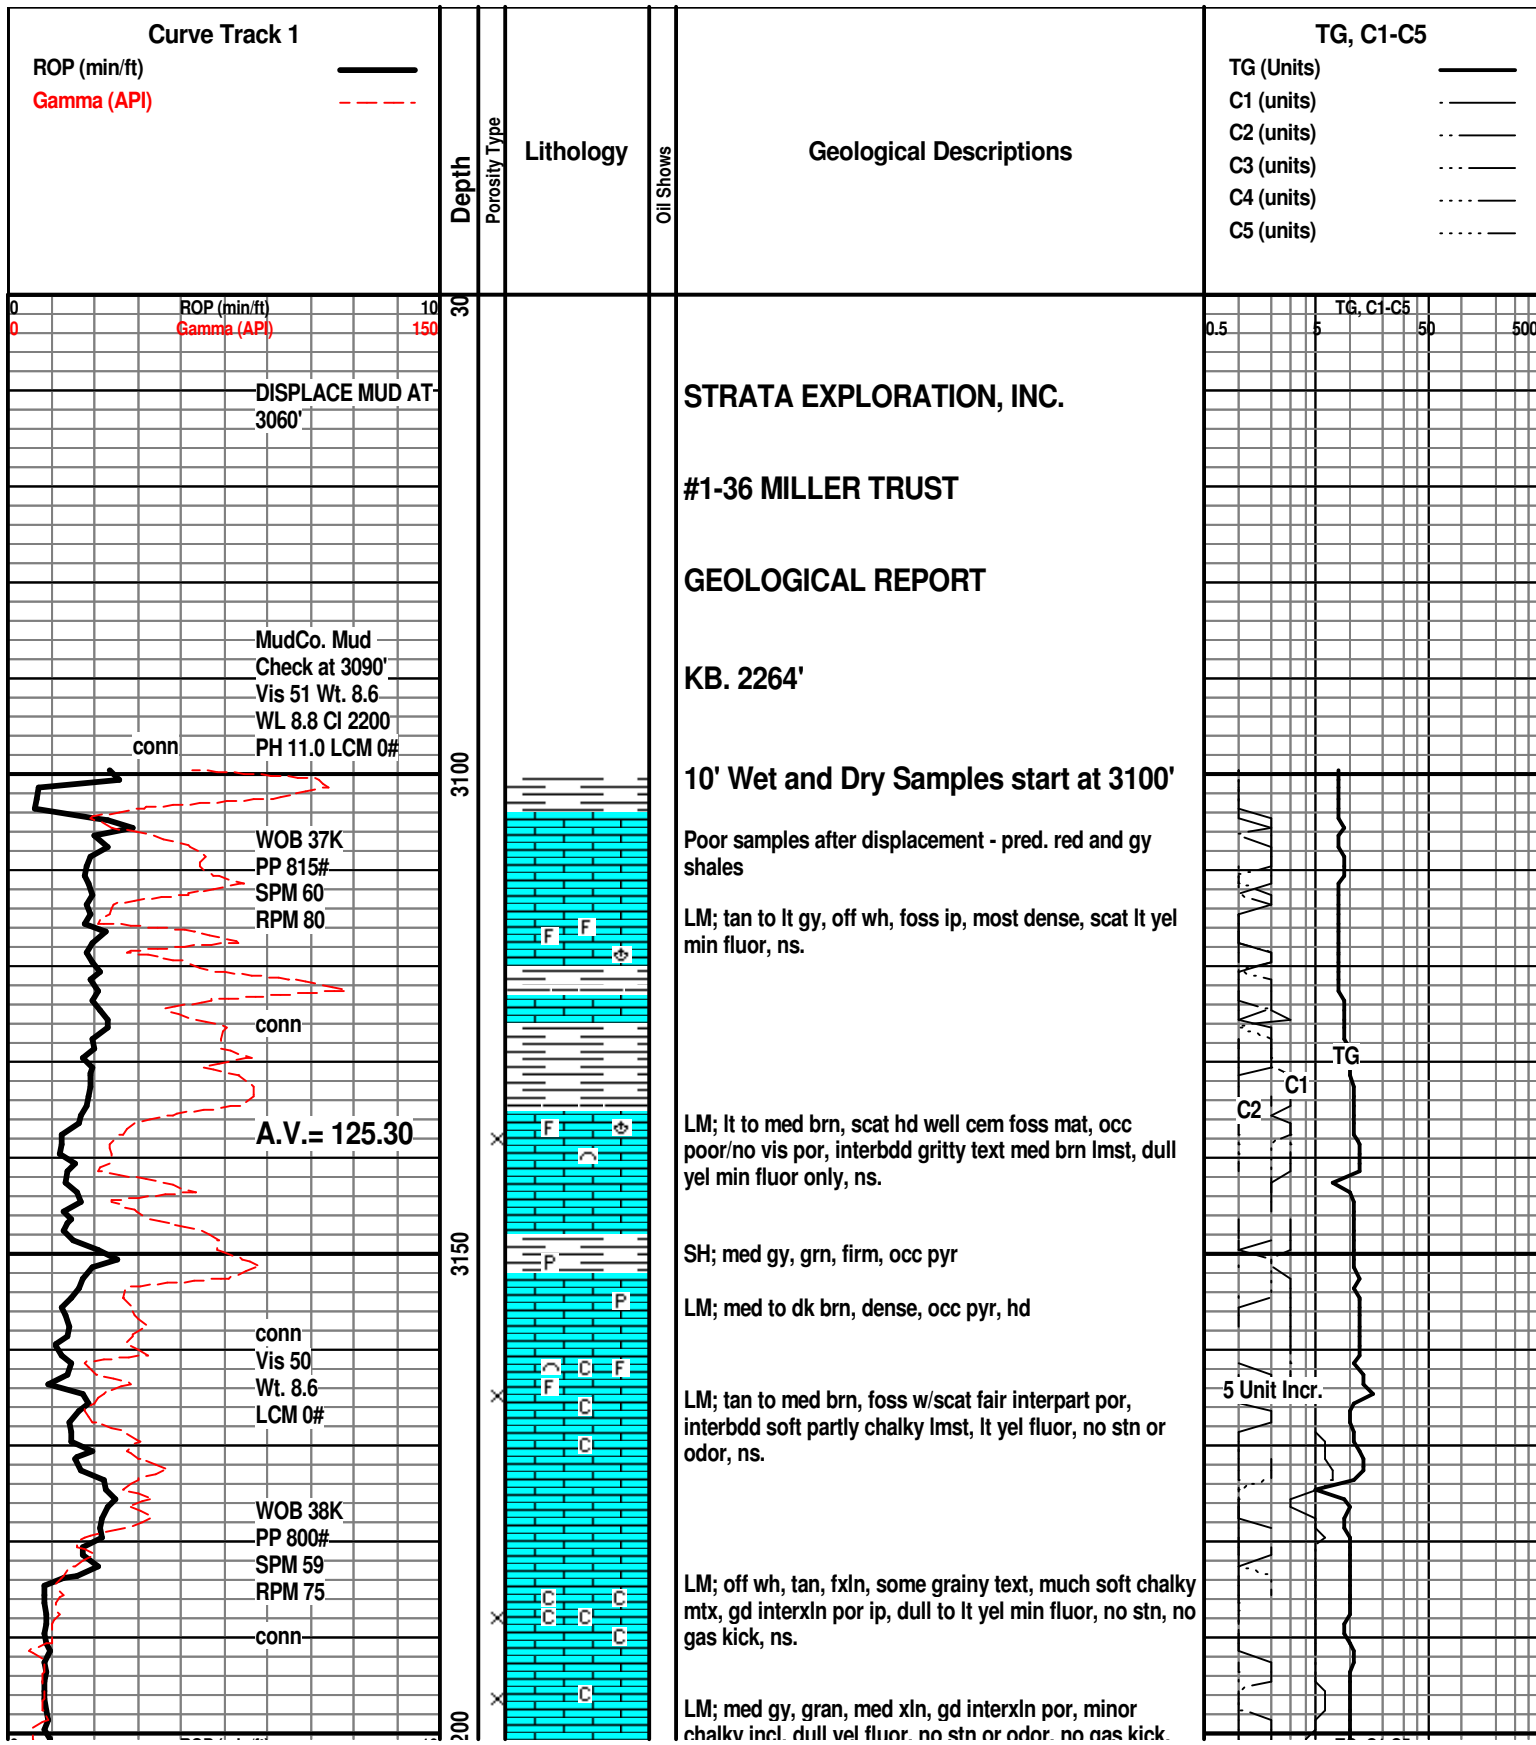 Curve Track 1
ROP (min/ft)
Gamma (API)
Depth
Porosity Type
Lithology
Oil Shows
Geological Descriptions
TG, C1-C5
TG (Units)
C1 (units)
C2 (units)
C3 (units)
C4 (units)
C5 (units)
0 ROP (min/ft) 10
0 Gamma (API) 150
30
TG, C1-C5
0.5 5 50 500
DISPLACE MUD AT
3060'
STRATA EXPLORATION, INC.
#1-36 MILLER TRUST
GEOLOGICAL REPORT
KB. 2264'
MudCo. Mud
Check at 3090'
Vis 51 Wt. 8.6
WL 8.8 Cl 2200
PH 11.0 LCM 0#
conn
3100
10' Wet and Dry Samples start at 3100'
WOB 37K
PP 815#
SPM 60
RPM 80
Poor samples after displacement - pred. red and gy
shales
LM; tan to lt gy, off wh, foss ip, most dense, scat lt yel
min fluor, ns.
F F
conn
TG
C1
C2
A.V.= 125.30
F
LM; lt to med brn, scat hd well cem foss mat, occ
poor/no vis por, interbdd gritty text med brn lmst, dull
yel min fluor only, ns.
3150
P
SH; med gy, grn, firm, occ pyr
P
LM; med to dk brn, dense, occ pyr, hd
conn
Vis 50
Wt. 8.6
LCM 0#
C F
F
C
C
5 Unit Incr.
LM; tan to med brn, foss w/scat fair interpart por,
interbdd soft partly chalky lmst, lt yel fluor, no stn or
odor, ns.
WOB 38K
PP 800#
SPM 59
RPM 75
conn
C C
C C
C
LM; off wh, tan, fxln, some grainy text, much soft chalky
mtx, gd interxln por ip, dull to lt yel min fluor, no stn, no
gas kick, ns.
C
LM; med gy, gran, med xln, gd interxln por, minor
chalky incl, dull yel fluor, no stn or odor, no gas kick,